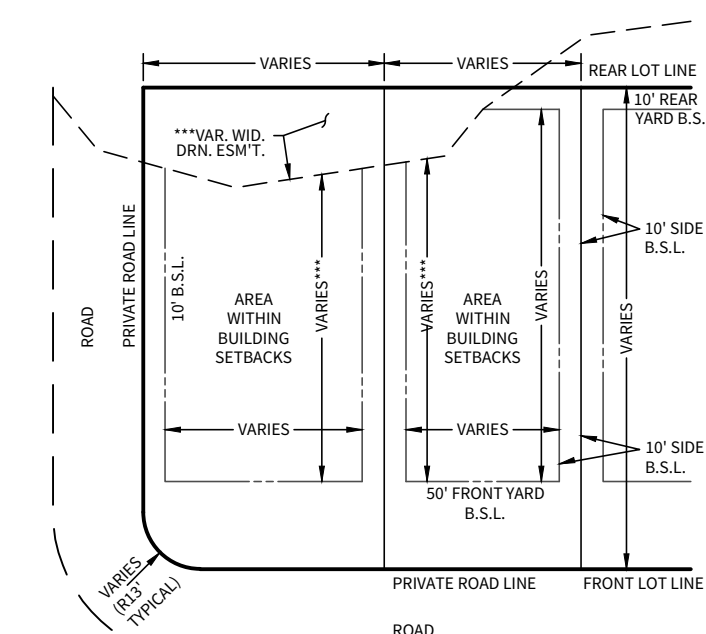 VARIES
VARIES
REAR LOT LINE
10' REAR
YARD B.S.
***VAR. WID.
DRN. ESM'T.
10' SIDE
B.S.L.
PRIVATE ROAD LINE
ROAD
10' B.S.L.
AREA
WITHIN
BUILDING
SETBACKS
VARIES***
VARIES***
AREA
WITHIN
BUILDING
SETBACKS
VARIES
VARIES
VARIES
VARIES
10' SIDE
B.S.L.
50' FRONT YARD
B.S.L.
VARIES
(R13'
TYPICAL)
PRIVATE ROAD LINE
FRONT LOT LINE
ROAD